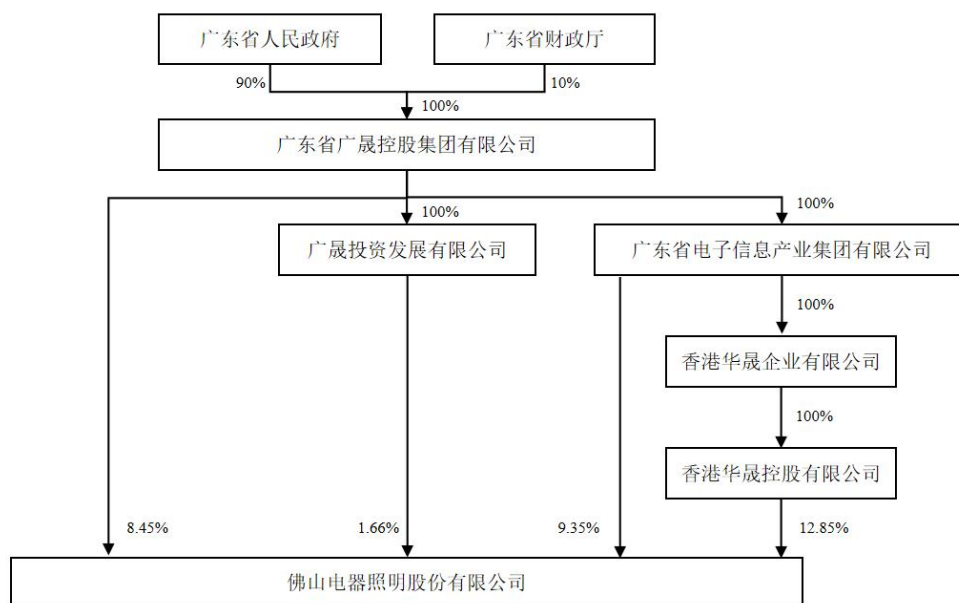 广东省人民政府
广东省财政厅
90%
10%
100%
广东省广晟控股集团有限公司
100%
100%
广晟投资发展有限公司
广东省电子信息产业集团有限公司
100%
香港华晟企业有限公司
100%
香港华晟控股有限公司
8.45%
1.66%
9.35%
12.85%
佛山电器照明股份有限公司